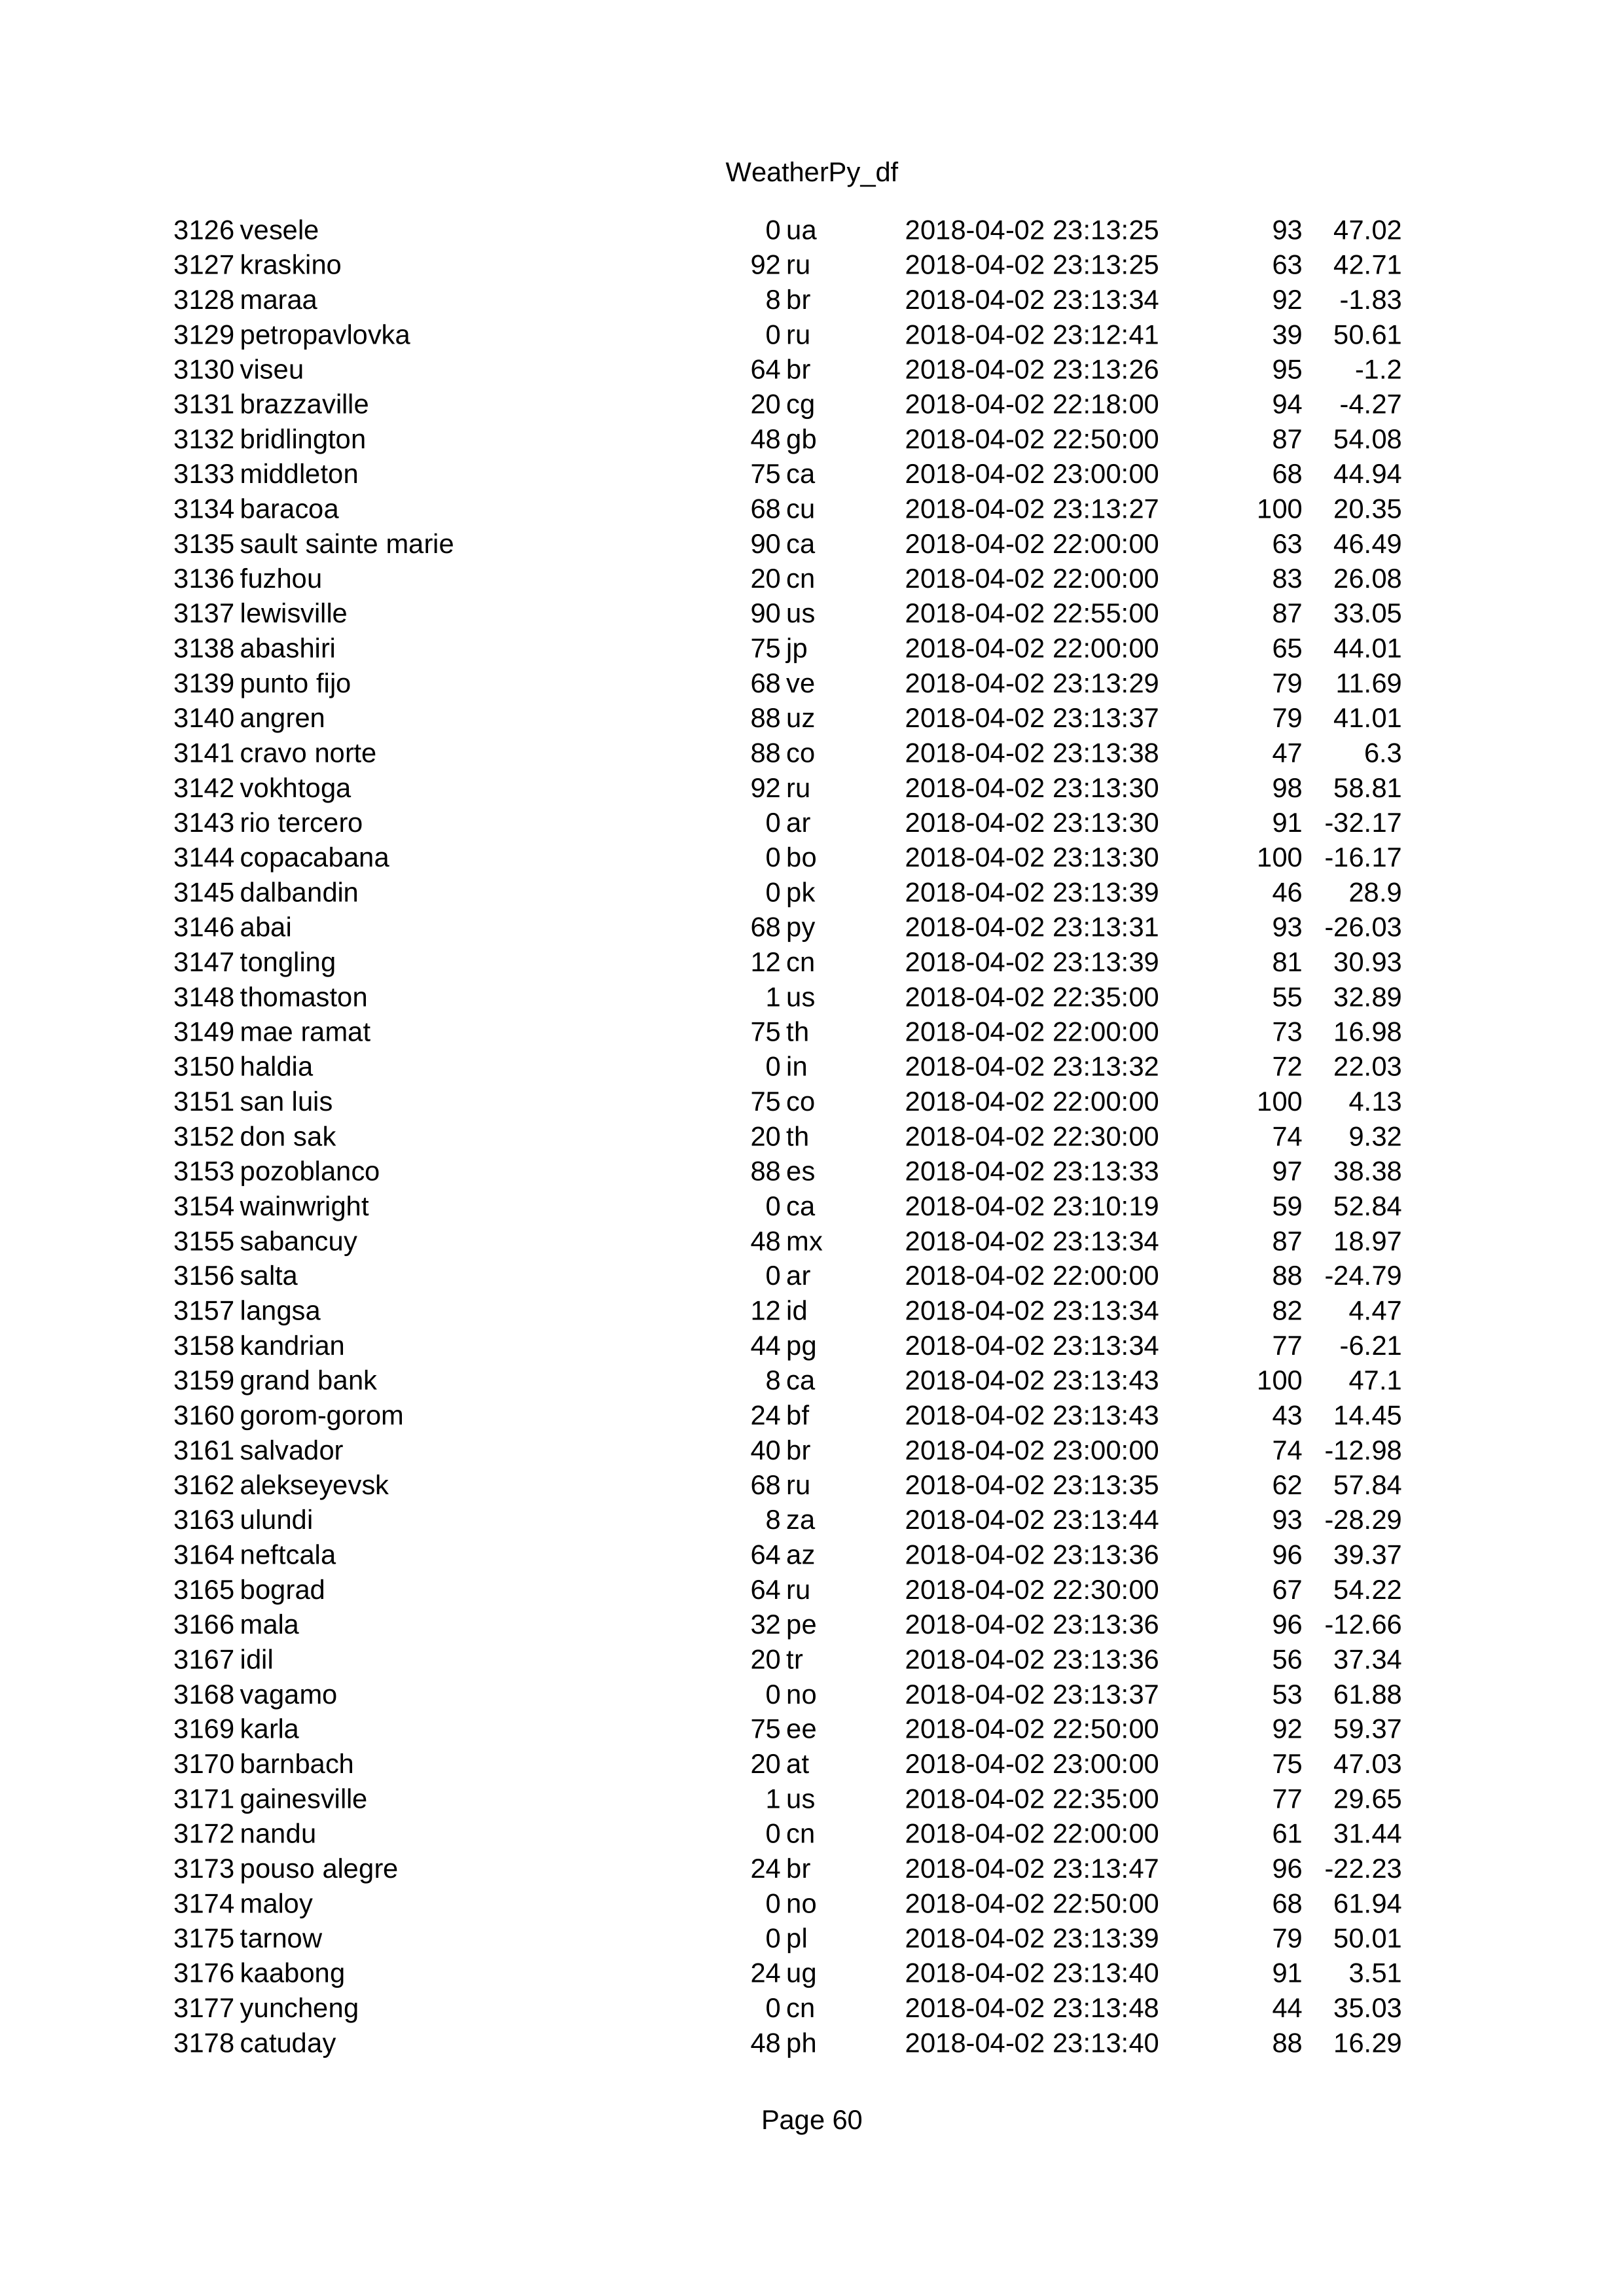 WeatherPy_df
3126 vesele 0 ua 2018-04-02 23:13:25 93 47.02
3127 kraskino 92 ru 2018-04-02 23:13:25 63 42.71
3128 maraa 8 br 2018-04-02 23:13:34 92 -1.83
3129 petropavlovka 0 ru 2018-04-02 23:12:41 39 50.61
3130 viseu 64 br 2018-04-02 23:13:26 95 -1.2
3131 brazzaville 20 cg 2018-04-02 22:18:00 94 -4.27
3132 bridlington 48 gb 2018-04-02 22:50:00 87 54.08
3133 middleton 75 ca 2018-04-02 23:00:00 68 44.94
3134 baracoa 68 cu 2018-04-02 23:13:27 100 20.35
3135 sault sainte marie 90 ca 2018-04-02 22:00:00 63 46.49
3136 fuzhou 20 cn 2018-04-02 22:00:00 83 26.08
3137 lewisville 90 us 2018-04-02 22:55:00 87 33.05
3138 abashiri 75 jp 2018-04-02 22:00:00 65 44.01
3139 punto fijo 68 ve 2018-04-02 23:13:29 79 11.69
3140 angren 88 uz 2018-04-02 23:13:37 79 41.01
3141 cravo norte 88 co 2018-04-02 23:13:38 47 6.3
3142 vokhtoga 92 ru 2018-04-02 23:13:30 98 58.81
3143 rio tercero 0 ar 2018-04-02 23:13:30 91 -32.17
3144 copacabana 0 bo 2018-04-02 23:13:30 100 -16.17
3145 dalbandin 0 pk 2018-04-02 23:13:39 46 28.9
3146 abai 68 py 2018-04-02 23:13:31 93 -26.03
3147 tongling 12 cn 2018-04-02 23:13:39 81 30.93
3148 thomaston 1 us 2018-04-02 22:35:00 55 32.89
3149 mae ramat 75 th 2018-04-02 22:00:00 73 16.98
3150 haldia 0 in 2018-04-02 23:13:32 72 22.03
3151 san luis 75 co 2018-04-02 22:00:00 100 4.13
3152 don sak 20 th 2018-04-02 22:30:00 74 9.32
3153 pozoblanco 88 es 2018-04-02 23:13:33 97 38.38
3154 wainwright 0 ca 2018-04-02 23:10:19 59 52.84
3155 sabancuy 48 mx 2018-04-02 23:13:34 87 18.97
3156 salta 0 ar 2018-04-02 22:00:00 88 -24.79
3157 langsa 12 id 2018-04-02 23:13:34 82 4.47
3158 kandrian 44 pg 2018-04-02 23:13:34 77 -6.21
3159 grand bank 8 ca 2018-04-02 23:13:43 100 47.1
3160 gorom-gorom 24 bf 2018-04-02 23:13:43 43 14.45
3161 salvador 40 br 2018-04-02 23:00:00 74 -12.98
3162 alekseyevsk 68 ru 2018-04-02 23:13:35 62 57.84
3163 ulundi 8 za 2018-04-02 23:13:44 93 -28.29
3164 neftcala 64 az 2018-04-02 23:13:36 96 39.37
3165 bograd 64 ru 2018-04-02 22:30:00 67 54.22
3166 mala 32 pe 2018-04-02 23:13:36 96 -12.66
3167 idil 20 tr 2018-04-02 23:13:36 56 37.34
3168 vagamo 0 no 2018-04-02 23:13:37 53 61.88
3169 karla 75 ee 2018-04-02 22:50:00 92 59.37
3170 barnbach 20 at 2018-04-02 23:00:00 75 47.03
3171 gainesville 1 us 2018-04-02 22:35:00 77 29.65
3172 nandu 0 cn 2018-04-02 22:00:00 61 31.44
3173 pouso alegre 24 br 2018-04-02 23:13:47 96 -22.23
3174 maloy 0 no 2018-04-02 22:50:00 68 61.94
3175 tarnow 0 pl 2018-04-02 23:13:39 79 50.01
3176 kaabong 24 ug 2018-04-02 23:13:40 91 3.51
3177 yuncheng 0 cn 2018-04-02 23:13:48 44 35.03
3178 catuday 48 ph 2018-04-02 23:13:40 88 16.29
Page 60